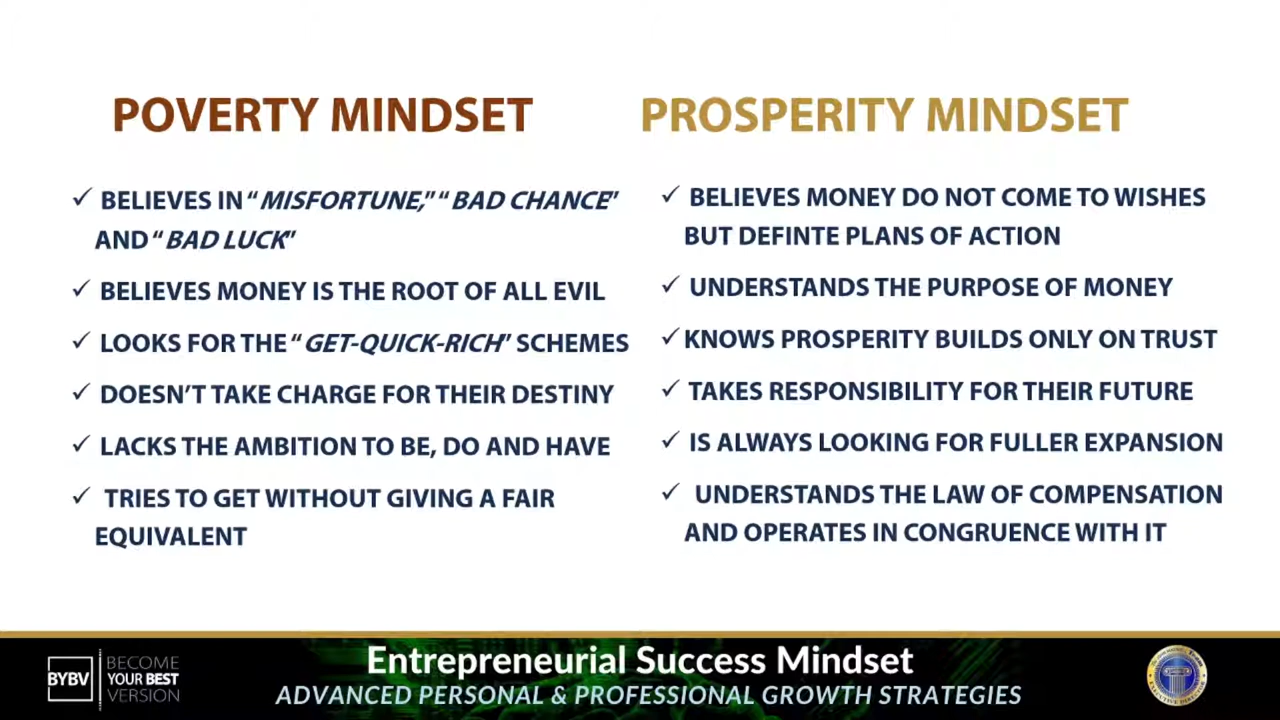 POVERTY MINDSET
✓ BELIEVES IN “MISFORTUNE,” “BAD CHANCE”
AND “BAD LUCK”
✓ BELIEVES MONEY IS THE ROOT OF ALL EVIL
✓ LOOKS FOR THE “GET-QUICK-RICH” SCHEMES
✓ DOESN’T TAKE CHARGE FOR THEIR DESTINY
✓ LACKS THE AMBITION TO BE, DO AND HAVE
✓ TRIES TO GET WITHOUT GIVING A FAIR
EQUIVALENT
PROSPERITY MINDSET
✓ BELIEVES MONEY DO NOT COME TO WISHES
BUT DEFINTE PLANS OF ACTION
✓ UNDERSTANDS THE PURPOSE OF MONEY
✓ KNOWS PROSPERITY BUILDS ONLY ON TRUST
✓ TAKES RESPONSIBILITY FOR THEIR FUTURE
✓ IS ALWAYS LOOKING FOR FULLER EXPANSION
✓ UNDERSTANDS THE LAW OF COMPENSATION
AND OPERATES IN CONGRUENCE WITH IT
BYBV
BECOME
YOUR BEST
VERSION
Entrepreneurial Success Mindset
ADVANCED PERSONAL & PROFESSIONAL GROWTH STRATEGIES